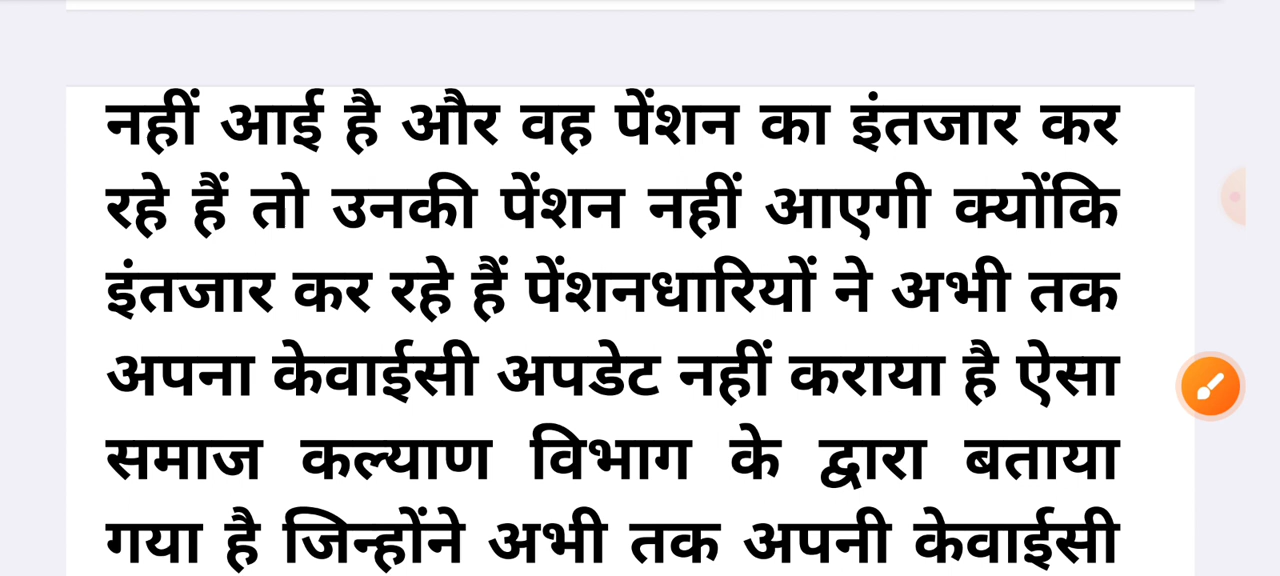 नहीं आई है और वह पेंशन का इंतजार कर
रहे हैं तो उनकी पेंशन नहीं आएगी क्योंकि
इंतजार कर रहे हैं पेंशनधारियों ने अभी तक
अपना केवाईसी अपडेट नहीं कराया है ऐसा
समाज कल्याण विभाग के द्वारा बताया
गया है जिन्होंने अभी तक अपनी केवाईसी